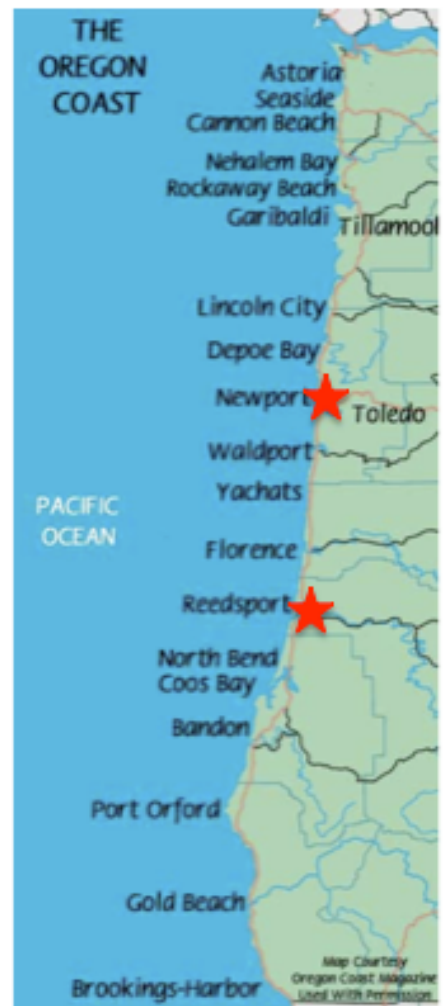 THE
OREGON
COAST
Astoria
Seaside
Cannon Beach
Nehalem Bay
Rockaway Beach
Garibaldi
Tillamool
Lincoln City
Depoe Bay
Newport
Toledo
Waldport
Yachats
PACIFIC
OCEAN
Florence
Reedsport
North Bend
Coos Bay
Bandon
Port Orford
Gold Beach
Brookings-Harbor
Map Courtesy
Oregon Coast Magazine
Used With Permission